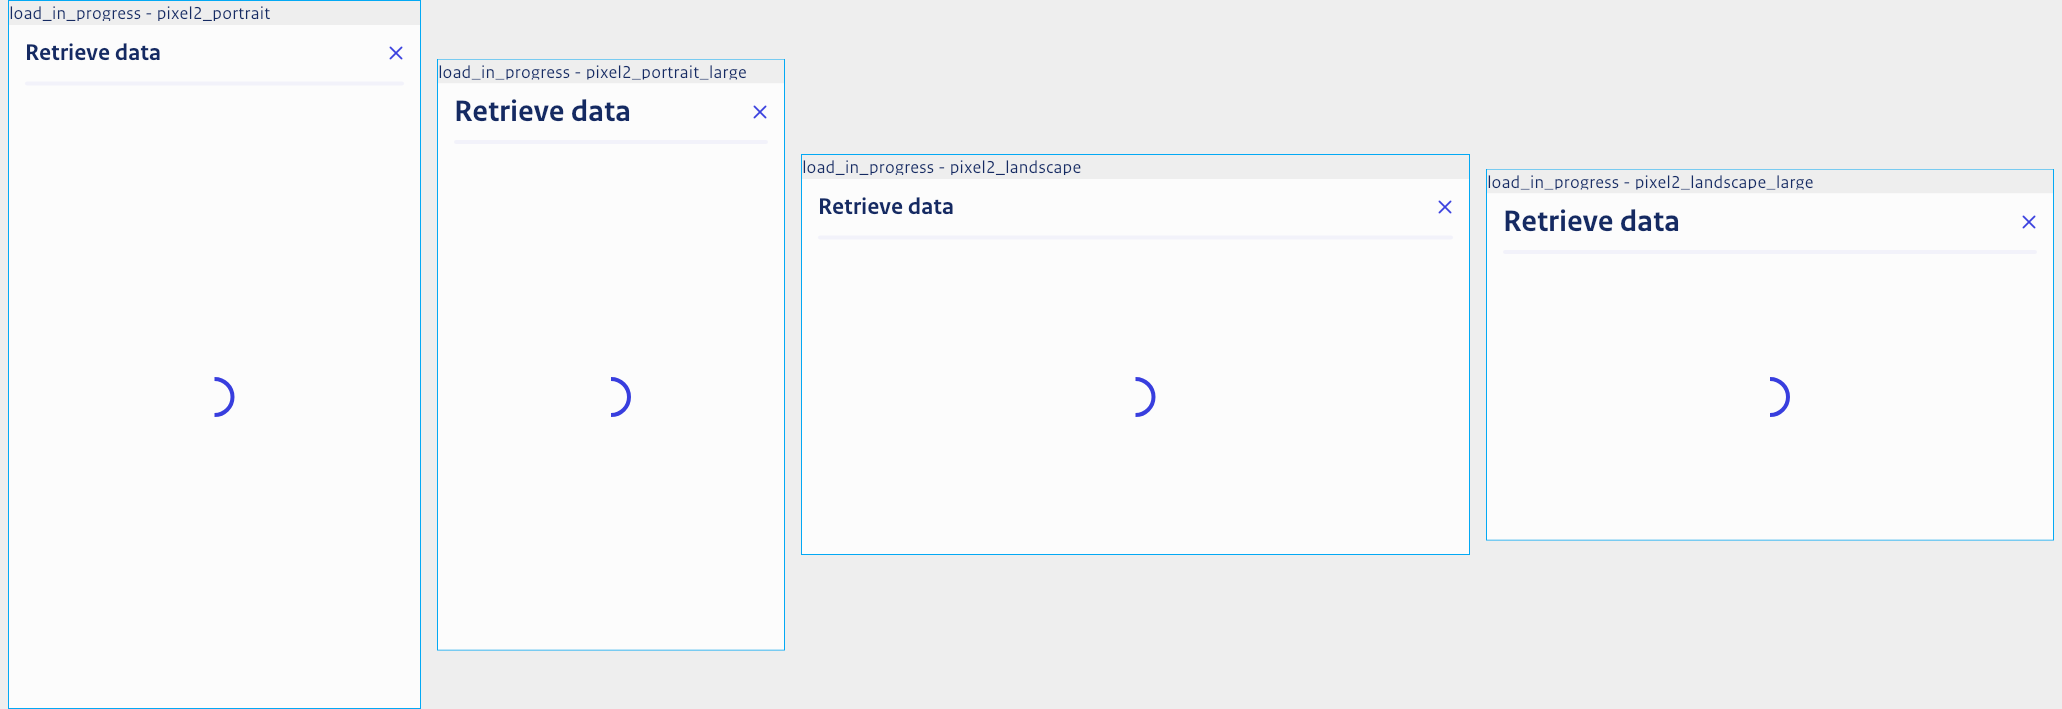 load_in_progress - pixel2_portrait
Retrieve data
load_in_progress - pixel2_portrait_large
Retrieve data
load_in_progress - pixel2_landscape
Retrieve data
load_in_progress - pixel2_landscape_large
Retrieve data